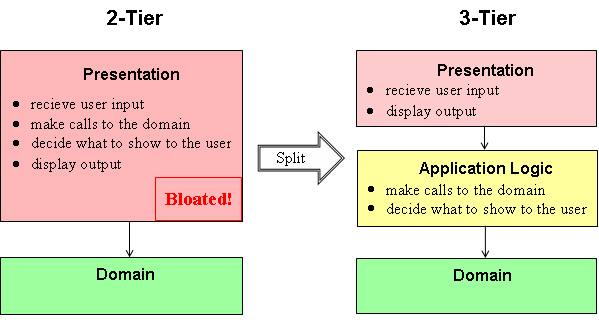 2-Tier
Presentation
• recieve user input
• make calls to the domain
• decide what to show to the user
• display output
Bloated!
Domain
Split
3-Tier
Presentation
• recieve user input
• display output
Application Logic
• make calls to the domain
• decide what to show to the user
Domain